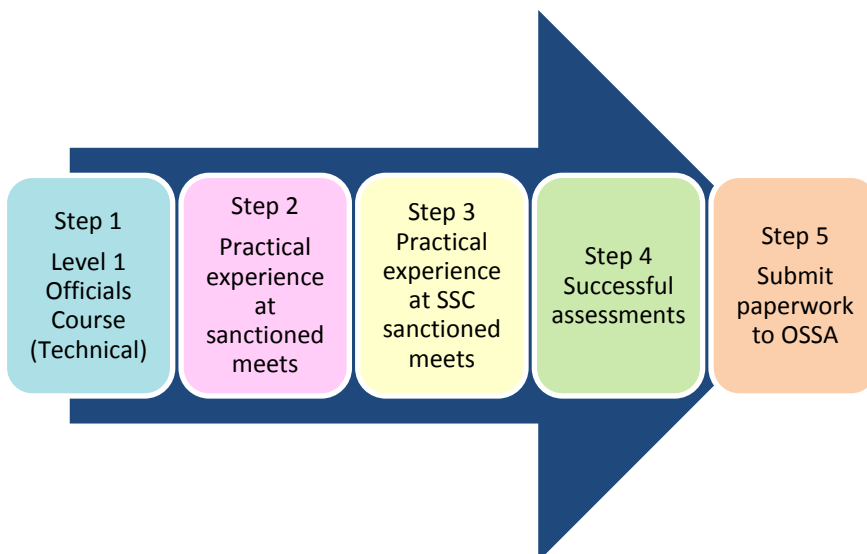 Step 1
Level 1
Officials
Course
(Technical)
Step 2
Practical
experience
at
sanctioned
meets
Step 3
Practical
experience
at SSC
sanctioned
meets
Step 4
Successful
assessments
Step 5
Submit
paperwork
to OSSA